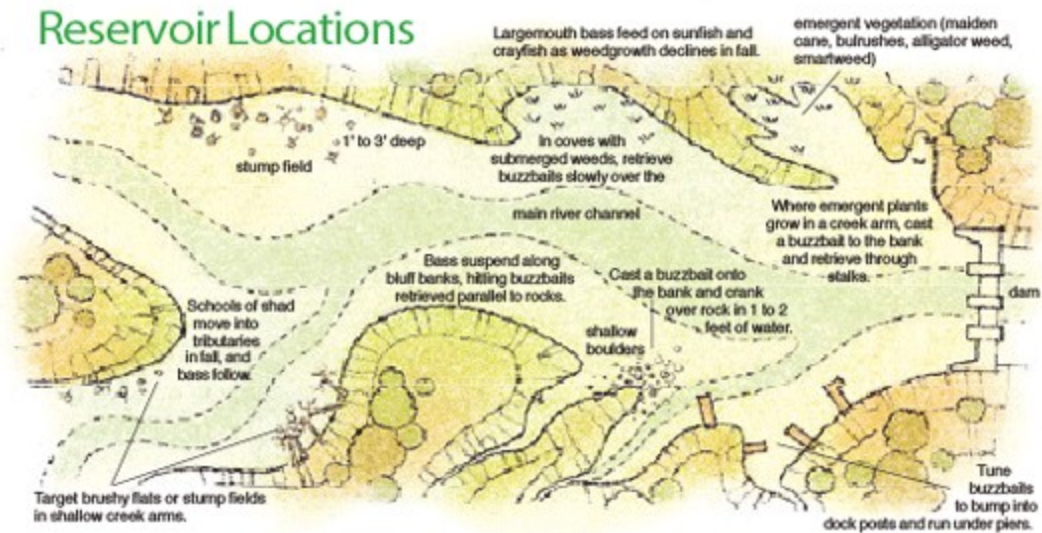 Reservoir Locations
Largemouth bass feed on sunfish and
crayfish as weedgrowth declines in fall.
emergent vegetation (maiden
cane, bulrushes, alligator weed,
smartweed)
stump field
1' to 3' deep
In coves with
submerged weeds, retrieve
buzzbaits slowly over the
main river channel
Where emergent plants
grow in a creek arm, cast
a buzzbait to the bank
and retrieve through
stalks.
dam
Bass suspend along
bluff banks, hitting buzzbaits
retrieved parallel to rocks.
Cast a buzzbait onto
the bank and crank
over rock in 1 to 2
feet of water.
shallow
boulders
Schools of shad
move into
tributaries
in fall, and
bass follow.
Target brushy flats or stump fields
in shallow creek arms.
Tune
buzzbaits
to bump into
dock posts and run under piers.